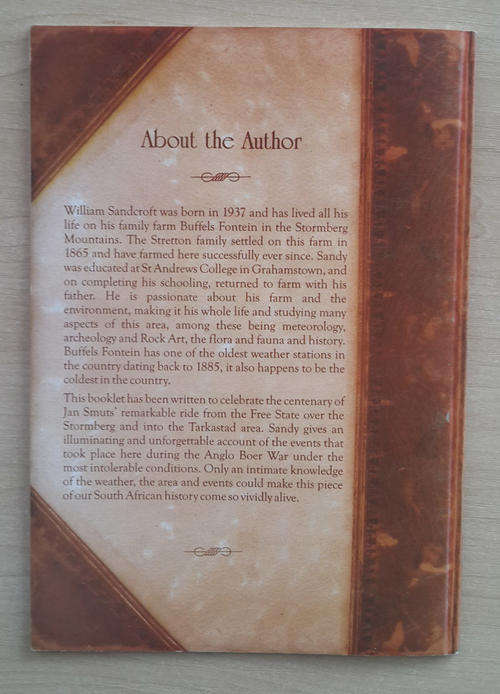 About the Author
William Sandcroft was born in 1937 and has lived all his
life on his family farm Buffels Fontein in the Stormberg
Mountains. The Stretton family settled on this farm in
1865 and have farmed here successfully ever since. Sandy
was educated at St Andrews College in Grahamstown, and
on completing his schooling, returned to farm with his
father. He is passionate about his farm and the
environment, making it his whole life and studying many
aspects of this area, among these being meteorology,
archeology and Rock Art, the flora and fauna and history.
Buffels Fontein has one of the oldest weather stations in
the country dating back to 1885, it also happens to be the
coldest in the country.
This booklet has been written to celebrate the centenary of
Jan Smuts' remarkable ride from the Free State over the
Stormberg and into the Tarkastad area. Sandy gives an
illuminating and unforgettable account of the events that
took place here during the Anglo Boer War under the
most intolerable conditions. Only an intimate knowledge
of the weather, the area and events could make this piece
of our South African history come so vividly alive.